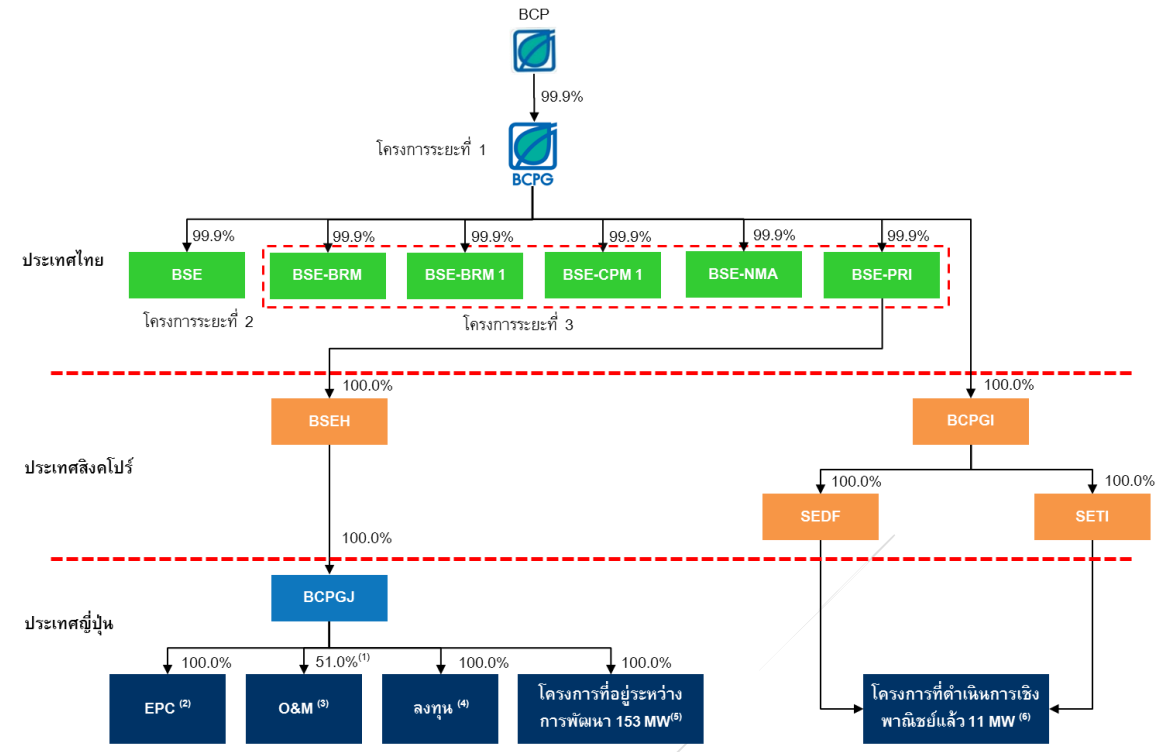 BCP
99.9%
โครงการระยะที่ 1
BCPG
99.9% 99.9% 99.9% 99.9% 99.9% 99.9%
ประเทศไทย
BSE BSE-BRM BSE-BRM 1 BSE-CPM 1 BSE-NMA BSE-PRI
โครงการระยะที่ 2 โครงการระยะที่ 3
100.0% 100.0%
BSEH BCPGI
ประเทศสิงคโปร์
100.0% 100.0%
SEDF SETI
100.0%
BCPGJ
ประเทศญี่ปุ่น
100.0% 51.0%(1) 100.0% 100.0%
EPC (2) O&M (3) ลงทุน (4)
โครงการที่อยู่ระหว่าง
การพัฒนา 153 MW(5)
โครงการที่ดำเนินการเชิง
พาณิชย์แล้ว 11 MW (6)